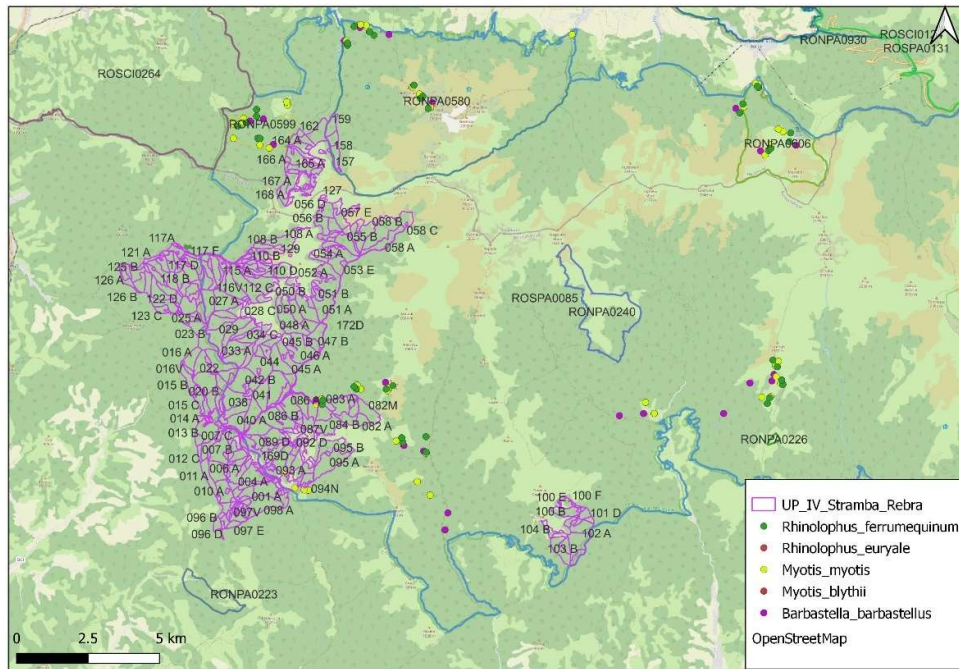 RONPA0930
ROSCI0124
ROSPA0131
ROSCI0264
RONPA0580
159
RONPA0599
162
164 A
158
166 A
165 A
157
RONPA0606
167 A
168 A
127
056 D
057 E
056 B
058 B
058 C
108 A
055 B
117A
108 B
129
058 A
121 A
117 F
110 B
054 A
125 B
117 D
115 A
110 D
052 A
053 E
126 A
118 B
116V
112 C
050 B
051 B
ROSPA0085
126 B
122 D
027 A
028 C
050 A
051 A
RONPA0240
123 C
025 A
029
048 A
172D
023 B
034 C
045 B
047 B
016 A
033 A
044
046 A
016V
022
045 A
015 B
020 B
042 B
041
086 A
083 A
082M
015 C
038
014 A
040 A
086 B
084 B
082 A
013 B
007 C
087V
RONPA0226
012 C
007 B
089 D
092 D
095 B
169D
095 A
011 A
006 A
093 A
010 A
004 A
094N
001 A
100 E
100 F
096 B
097V
098 A
100 B
101 D
096 D
097 E
104 B
102 A
103 B
RONPA0223
0 2.5 5 km
UP_IV_Stramba_Rebra
Rhinolophus_ferrumequinum
Rhinolophus_euryale
Myotis_myotis
Myotis_blythii
Barbastella_barbastellus
OpenStreetMap